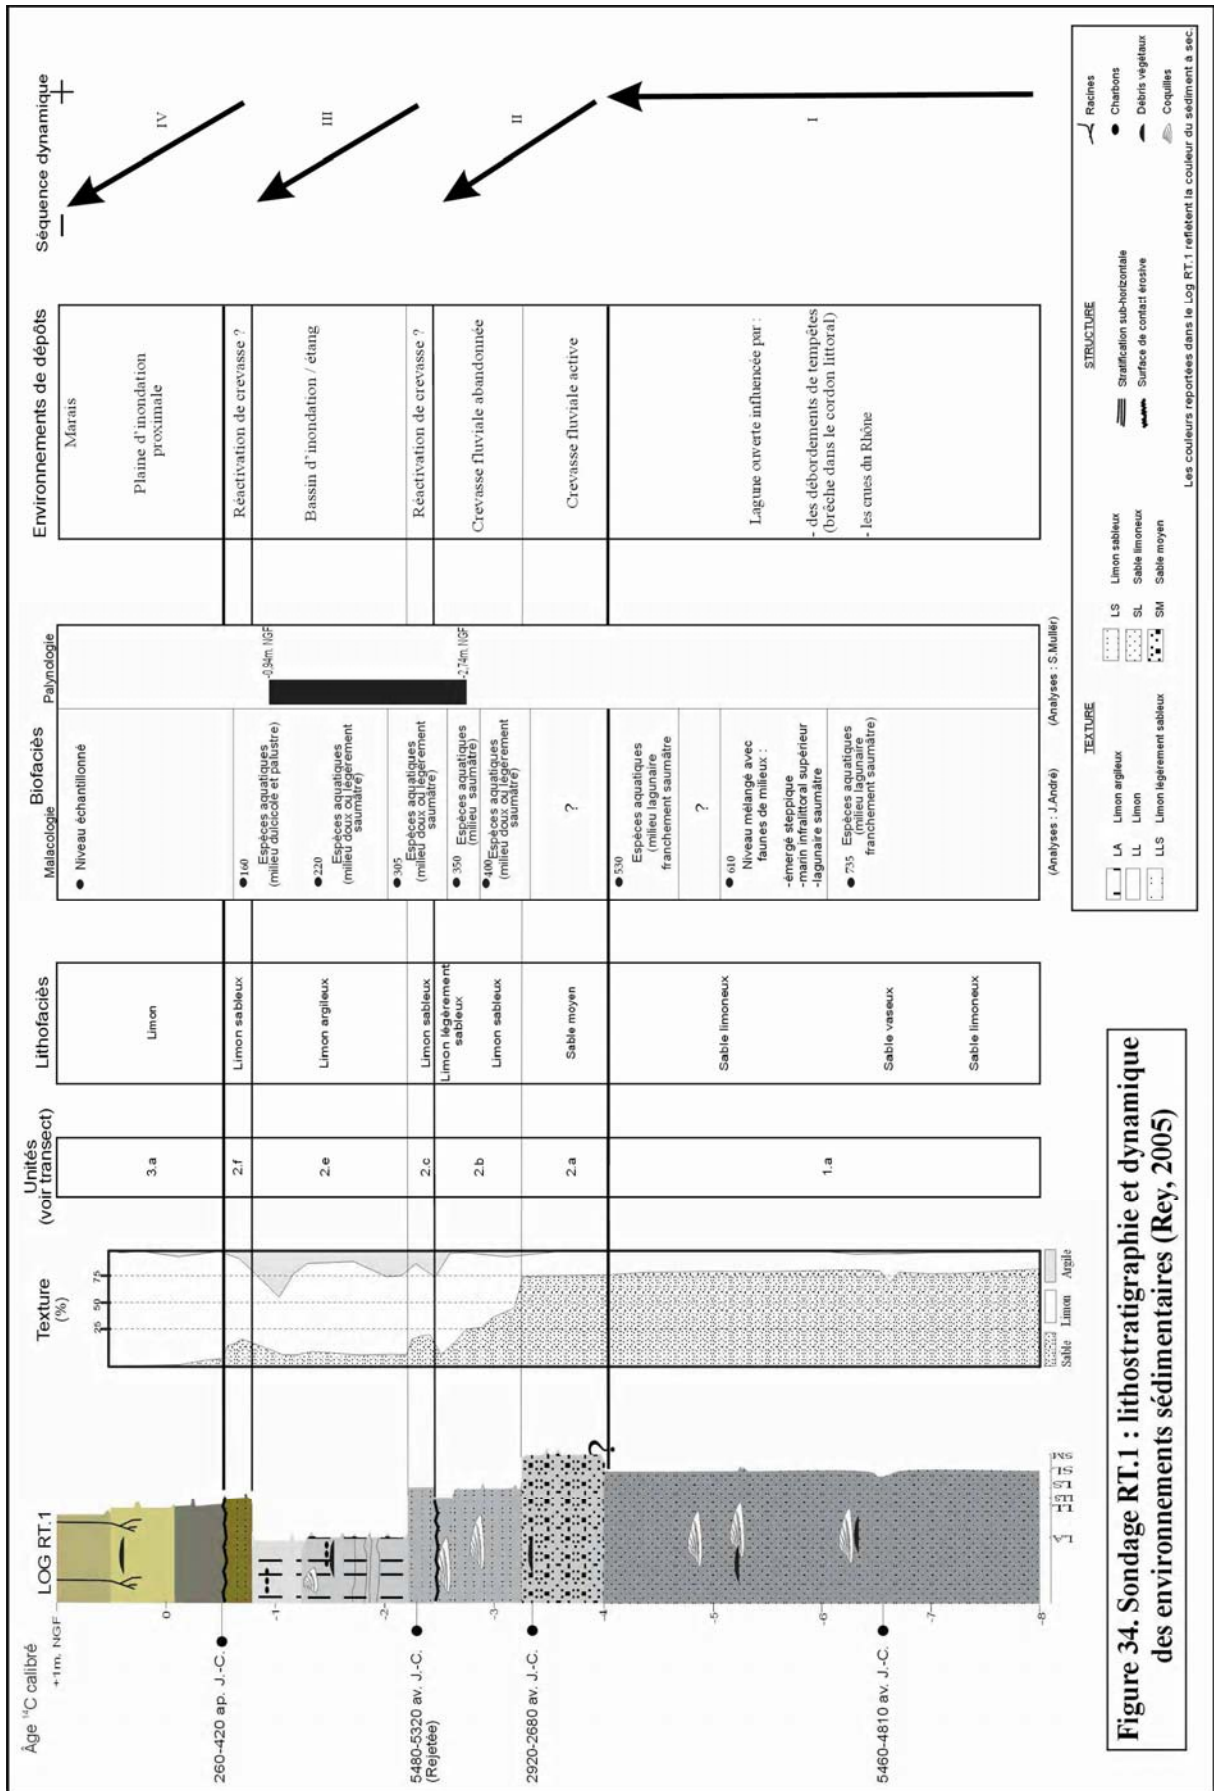 Âge ¹⁴C calibré
LOG RT.1
Texture
(%)
Unités
(voir transect)
Lithofaciès
Biofaciès
Malacologie
Palynologie
Environnements de dépôts
Séquence dynamique
+1m. NGF
0
-1
-2
-3
-4
-5
-6
-7
-8
260-420 ap. J.-C.
5480-5320 av. J.-C.
(Rejetée)
2920-2680 av. J.-C.
5460-4810 av. J.-C.
?
LA
LL
LLS
LS
SL
SM
25
50
75
Sable
Limon
Argile
3.a
2.f
2.e
2.c
2.b
2.a
1.a
Limon
Limon sableux
Limon argileux
Limon sableux
Limon légèrement
sableux
Limon sableux
Sable moyen
Sable limoneux
Sable vaseux
Sable limoneux
Niveau échantillonné
160
Espèces aquatiques
(milieu dulcicole et palustre)
220
Espèces aquatiques
(milieu doux ou légèrement
saumâtre)
305
Espèces aquatiques
(milieu doux ou légèrement
saumâtre)
350
Espèces aquatiques
(milieu saumâtre)
400
Espèces aquatiques
(milieu doux ou légèrement
saumâtre)
?
530
Espèces aquatiques
(milieu lagunaire
franchement saumâtre
?
610
Niveau mélangé avec
faunes de milieux :
-émergé steppique
-marin infralittoral supérieur
-lagunaire saumâtre
735
Espèces aquatiques
(milieu lagunaire
franchement saumâtre)
(Analyses : J.André)
-0,94m. NGF
-2,74m. NGF
(Analyses : S.Muller)
Marais
Plaine d'inondation
proximale
Réactivation de crevasse ?
Bassin d'inondation / étang
Réactivation de crevasse ?
Crevasse fluviale abandonnée
Crevasse fluviale active
Lagune ouverte influencée par :
- des débordements de tempêtes
(brêche dans le cordon littoral)
- les crues du Rhône
IV
III
II
I
TEXTURE
LA Limon argileux
LL Limon
LLS Limon légèrement sableux
LS Limon sableux
SL Sable limoneux
SM Sable moyen
STRUCTURE
Stratification sub-horizontale
Surface de contact érosive
Racines
Charbons
Débris végétaux
Coquilles
Les couleurs reportées dans le Log RT.1 reflètent la couleur du sédiment à sec.
Figure 34. Sondage RT.1 : lithostratigraphie et dynamique
des environnements sédimentaires (Rey, 2005)